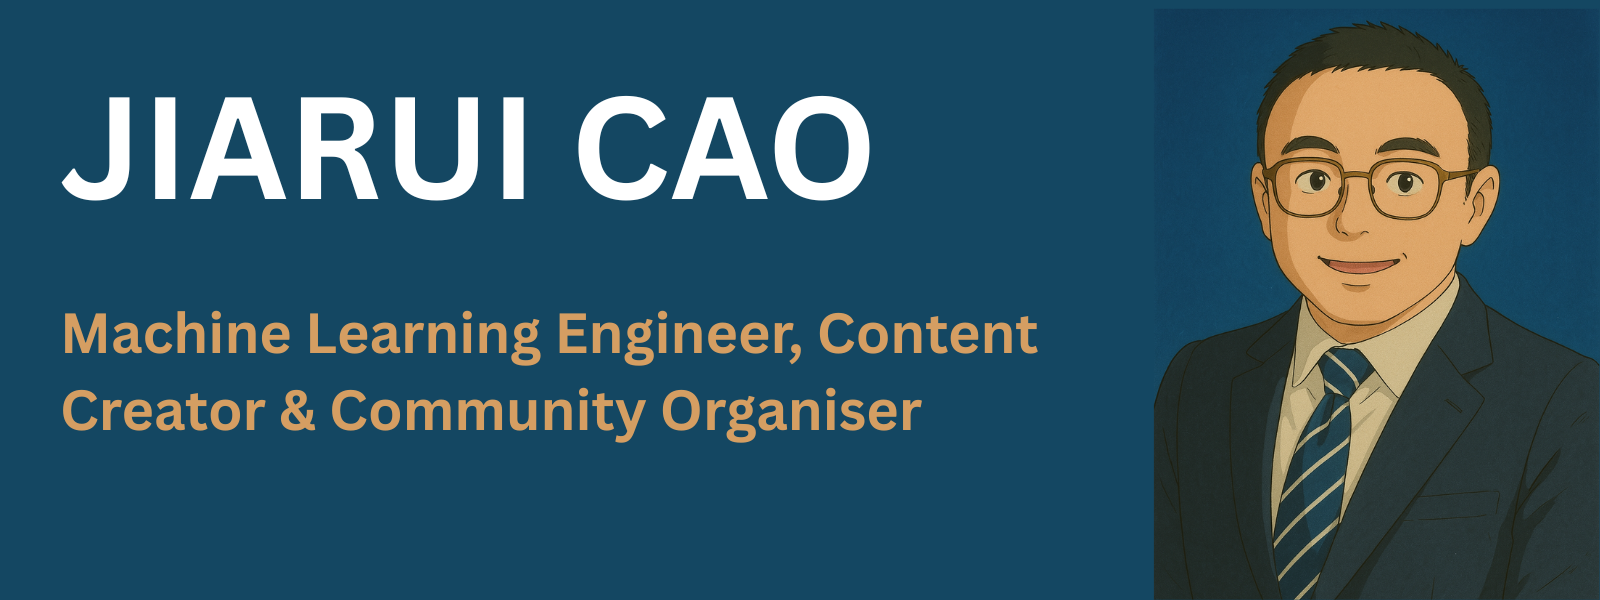 JIARUI CAO
Machine Learning Engineer, Content
Creator & Community Organiser